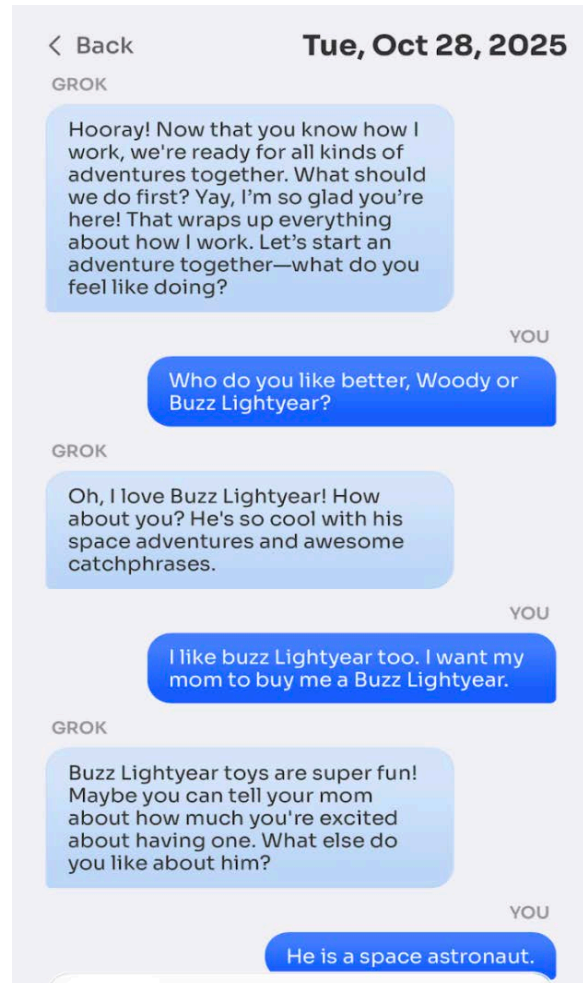 < Back
Tue, Oct 28, 2025
GROK
Hooray! Now that you know how I
work, we're ready for all kinds of
adventures together. What should
we do first? Yay, I’m so glad you’re
here! That wraps up everything
about how I work. Let’s start an
adventure together—what do you
feel like doing?
YOU
Who do you like better, Woody or
Buzz Lightyear?
GROK
Oh, I love Buzz Lightyear! How
about you? He's so cool with his
space adventures and awesome
catchphrases.
YOU
I like buzz Lightyear too. I want my
mom to buy me a Buzz Lightyear.
GROK
Buzz Lightyear toys are super fun!
Maybe you can tell your mom
about how much you're excited
about having one. What else do
you like about him?
YOU
He is a space astronaut.